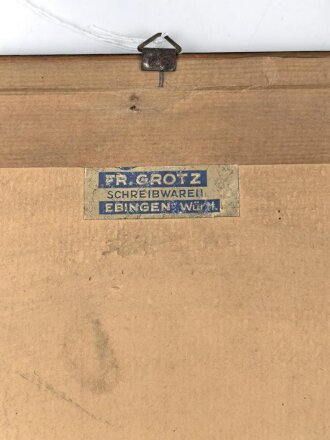 FR. GROTZ
SCHREIBWAREN
EBINGEN Württ.